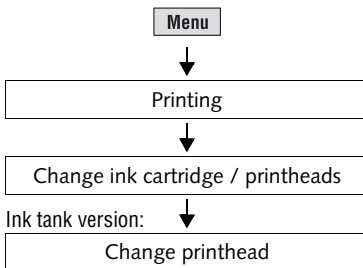 Menu
Printing
Change ink cartridge / printheads
Ink tank version:
Change printhead